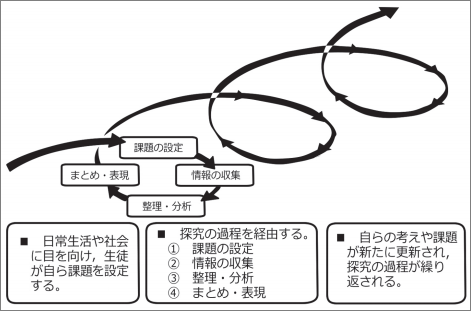 課題の設定
まとめ・表現
情報の収集
整理・分析
■　日常生活や社会
に目を向け，生徒
が自ら課題を設定
する。
■　探究の過程を経由する。
①　課題の設定
②　情報の収集
③　整理・分析
④　まとめ・表現
■　自らの考えや課題
が新たに更新され，
探究の過程が繰り
返される。